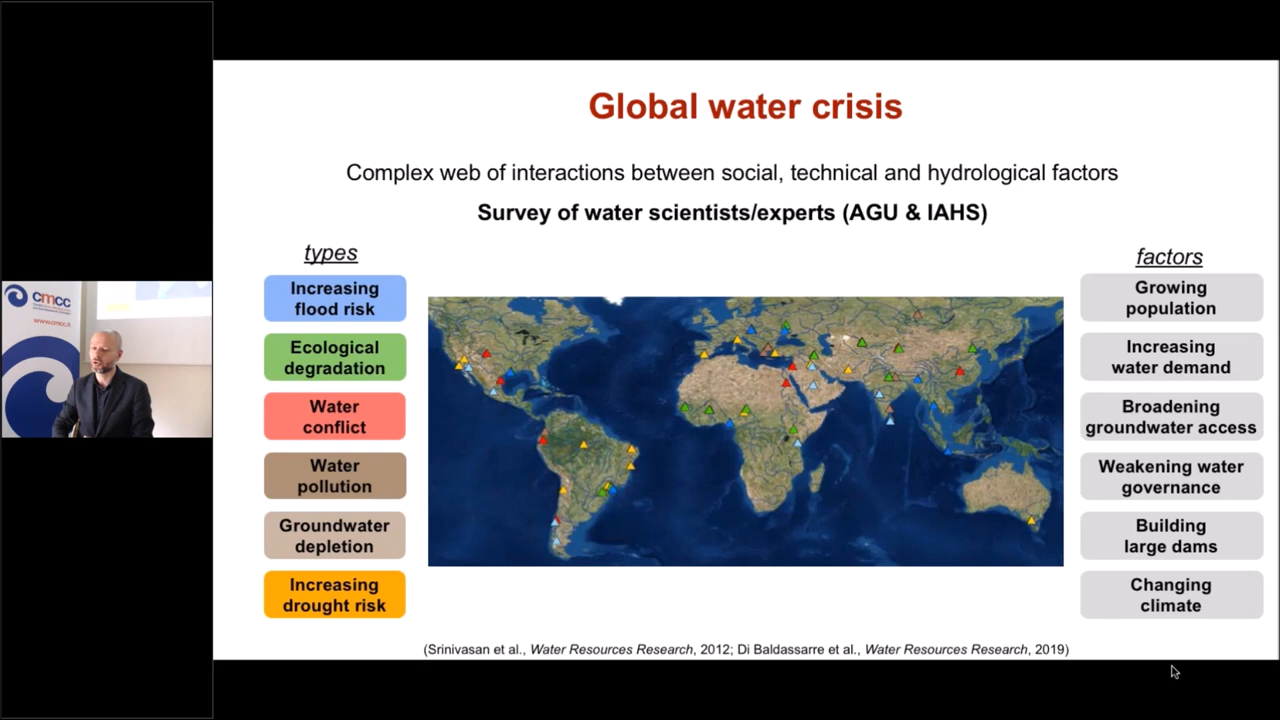 Global water crisis
Complex web of interactions between social, technical and hydrological factors
Survey of water scientists/experts (AGU & IAHS)
types
Increasing
flood risk
Ecological
degradation
Water
conflict
Water
pollution
Groundwater
depletion
Increasing
drought risk
factors
Growing
population
Increasing
water demand
Broadening
groundwater access
Weakening water
governance
Building
large dams
Changing
climate
(Srinivasan et al., Water Resources Research, 2012; Di Baldassarre et al., Water Resources Research, 2019)
cmcc
www.cmcc.it